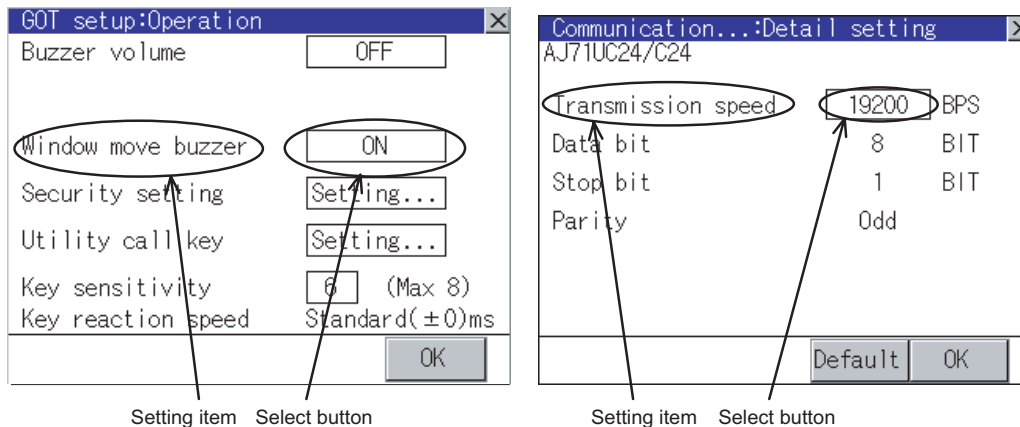 GOT setup:Operation
Buzzer volume OFF
Window move buzzer ON
Security setting Setting...
Utility call key Setting...
Key sensitivity 6 (Max 8)
Key reaction speed Standard(±0)ms
OK
Setting item Select button
Communication...:Detail setting
AJ71UC24/C24
Transmission speed 19200 BPS
Data bit 8 BIT
Stop bit 1 BIT
Parity Odd
Default OK
Setting item Select button